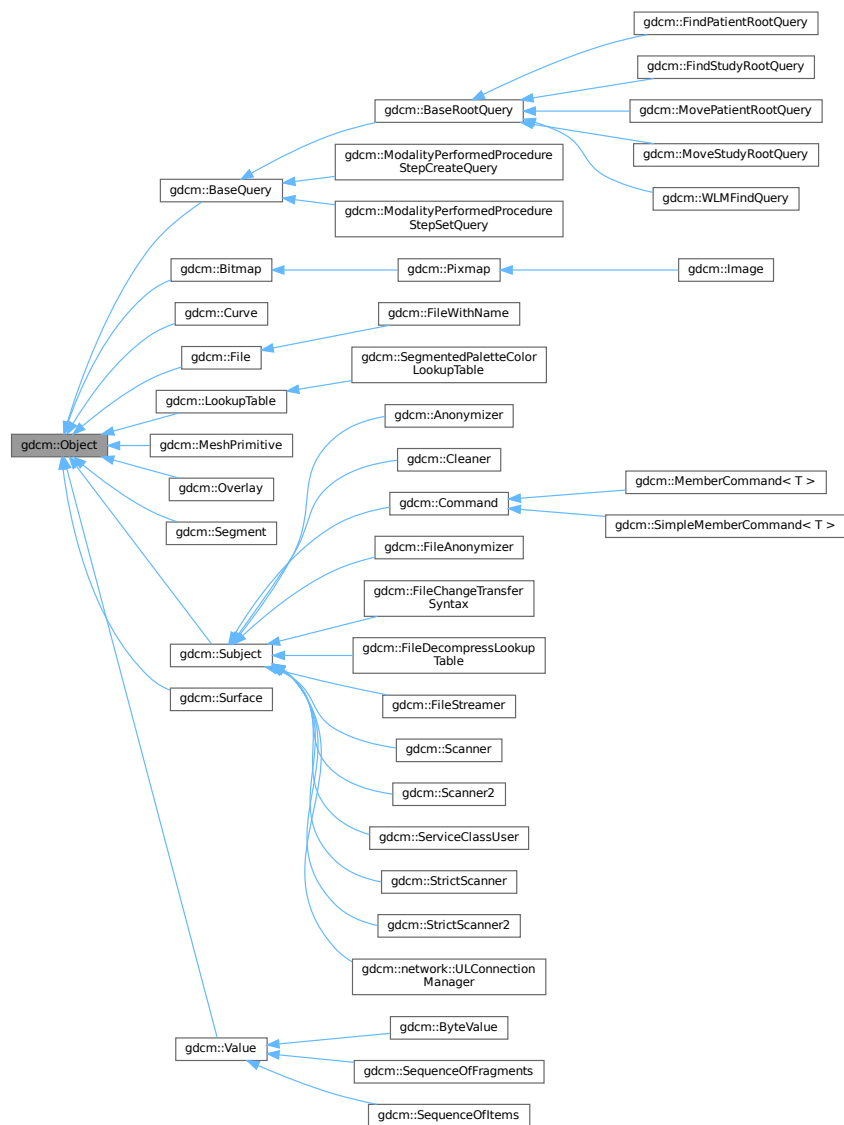 gdcm::FindPatientRootQuery
gdcm::FindStudyRootQuery
gdcm::BaseRootQuery
gdcm::MovePatientRootQuery
gdcm::MoveStudyRootQuery
gdcm::ModalityPerformedProcedure
StepCreateQuery
gdcm::BaseQuery
gdcm::WLMFindQuery
gdcm::ModalityPerformedProcedure
StepSetQuery
gdcm::Bitmap
gdcm::Pixmap
gdcm::Image
gdcm::Curve
gdcm::FileWithName
gdcm::File
gdcm::SegmentedPaletteColor
LookupTable
gdcm::LookupTable
gdcm::Anonymizer
gdcm::Object
gdcm::MeshPrimitive
gdcm::Cleaner
gdcm::Overlay
gdcm::MemberCommand< T >
gdcm::Command
gdcm::SimpleMemberCommand< T >
gdcm::Segment
gdcm::FileAnonymizer
gdcm::FileChangeTransfer
Syntax
gdcm::Subject
gdcm::FileDecompressLookup
Table
gdcm::Surface
gdcm::FileStreamer
gdcm::Scanner
gdcm::Scanner2
gdcm::ServiceClassUser
gdcm::StrictScanner
gdcm::StrictScanner2
gdcm::network::ULConnection
Manager
gdcm::ByteValue
gdcm::Value
gdcm::SequenceOfFragments
gdcm::SequenceOfItems